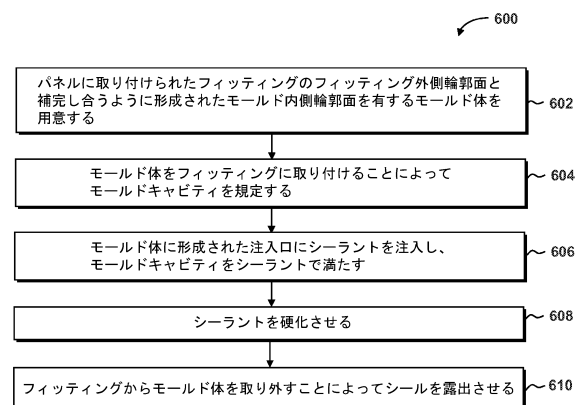 600
パネルに取り付けられたフィッティングのフィッティング外側輪郭面と
補完し合うように形成されたモールド内側輪郭面を有するモールド体を
用意する
602
モールド体をフィッティングに取り付けることによって
モールドキャビティを規定する
604
モールド体に形成された注入口にシーラントを注入し、
モールドキャビティをシーラントで満たす
606
シーラントを硬化させる
608
フィッティングからモールド体を取り外すことによってシールを露出させる
610